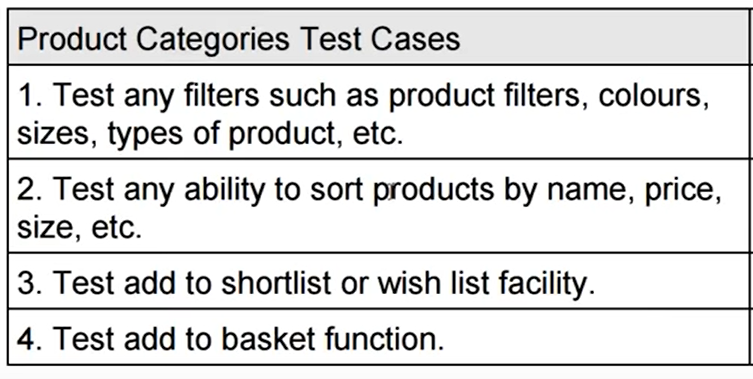 Product Categories Test Cases
1. Test any filters such as product filters, colours,
sizes, types of product, etc.
2. Test any ability to sort products by name, price,
size, etc.
3. Test add to shortlist or wish list facility.
4. Test add to basket function.